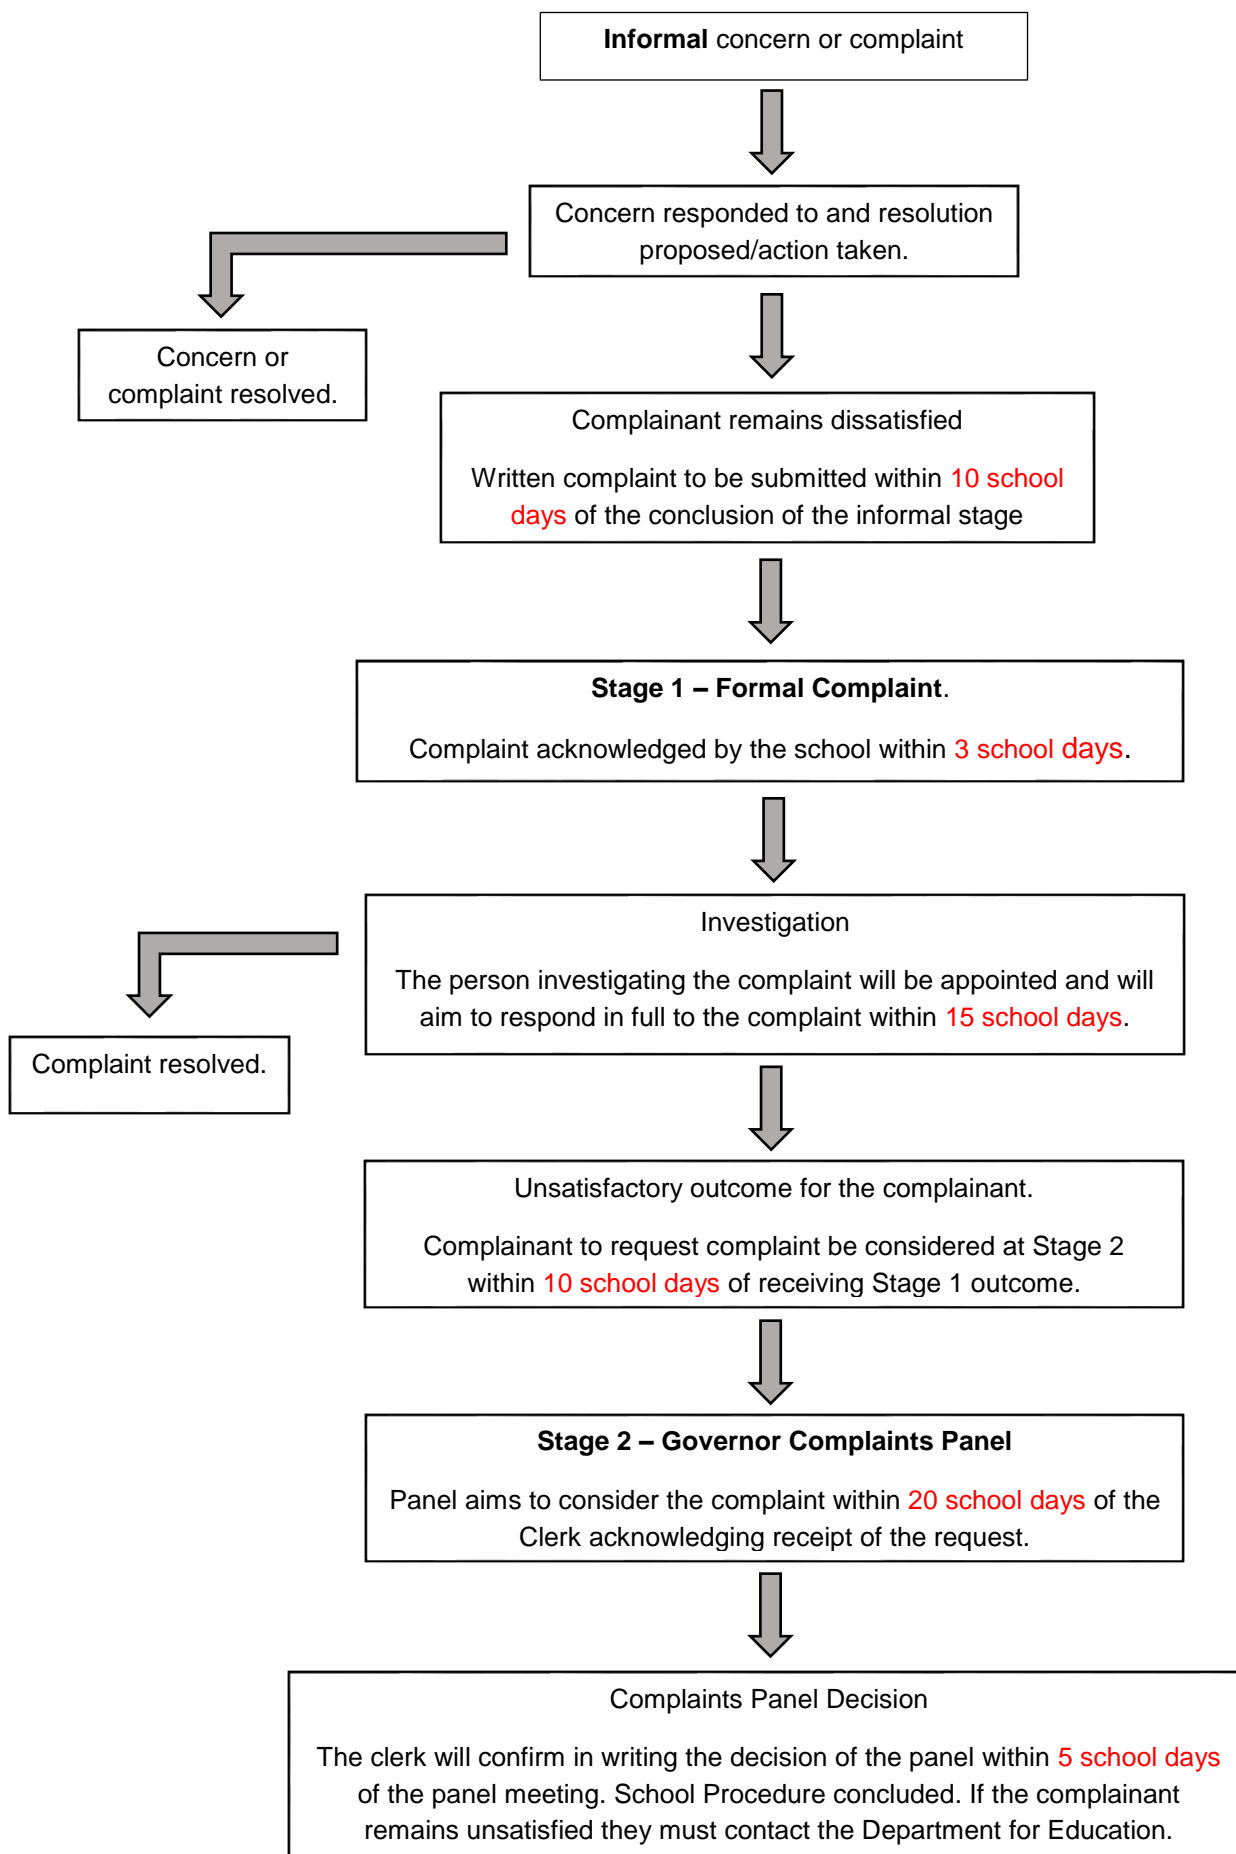 Informal concern or complaint
Concern responded to and resolution
proposed/action taken.
Concern or
complaint resolved.
Complainant remains dissatisfied
Written complaint to be submitted within 10 school
days of the conclusion of the informal stage
Stage 1 – Formal Complaint.
Complaint acknowledged by the school within 3 school days.
Investigation
The person investigating the complaint will be appointed and will
aim to respond in full to the complaint within 15 school days.
Complaint resolved.
Unsatisfactory outcome for the complainant.
Complainant to request complaint be considered at Stage 2
within 10 school days of receiving Stage 1 outcome.
Stage 2 – Governor Complaints Panel
Panel aims to consider the complaint within 20 school days of the
Clerk acknowledging receipt of the request.
Complaints Panel Decision
The clerk will confirm in writing the decision of the panel within 5 school days
of the panel meeting. School Procedure concluded. If the complainant
remains unsatisfied they must contact the Department for Education.